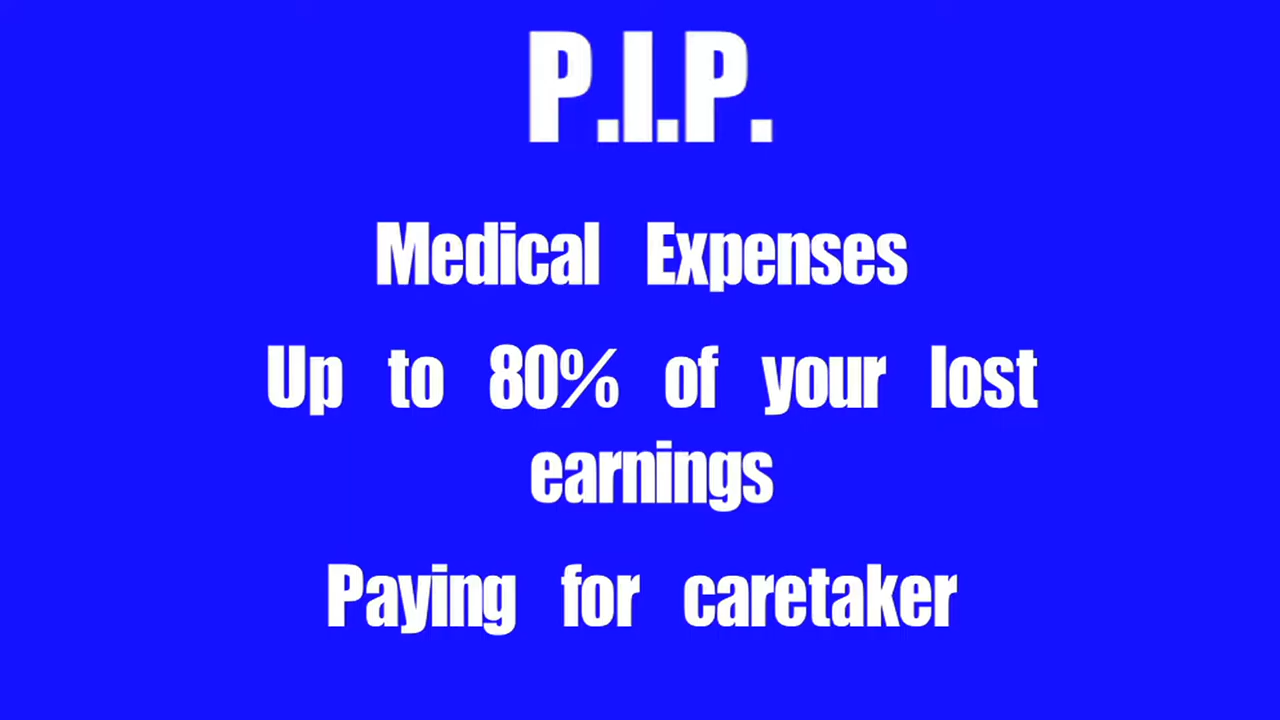 P.I.P.
Medical Expenses
Up to 80% of your lost
earnings
Paying for caretaker